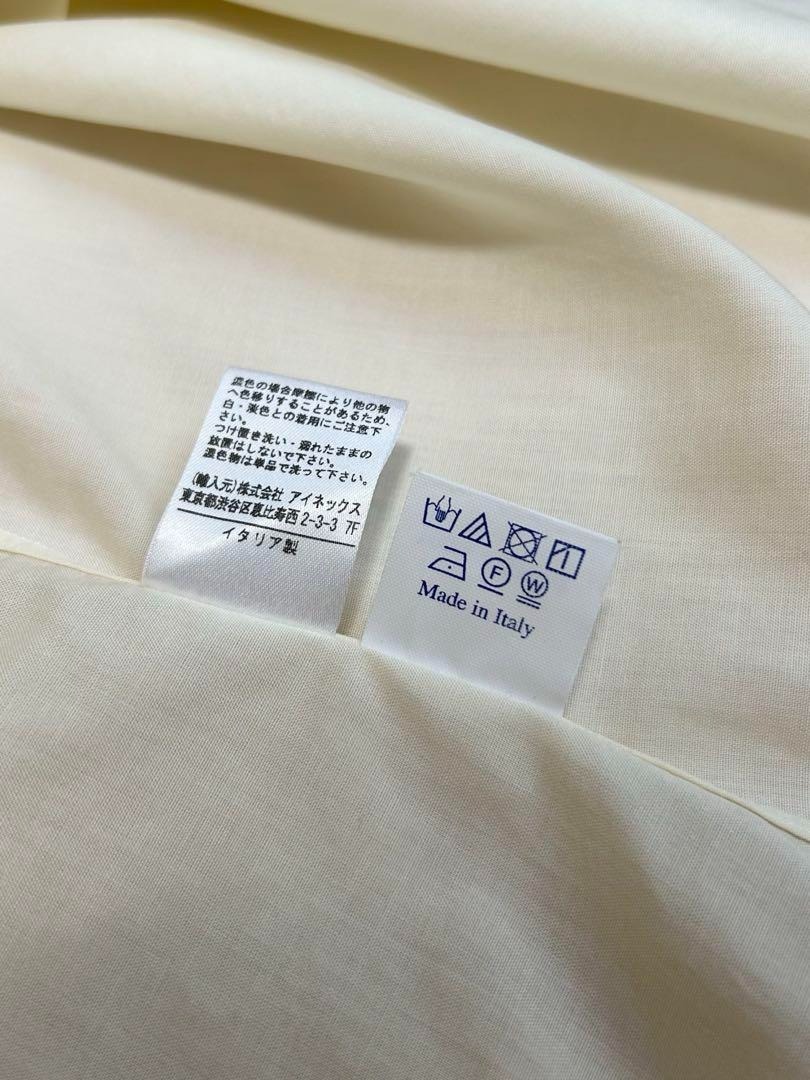 濃色の場合摩擦により他の物
へ色移りすることがあるため、
白・淡色との着用にご注意下
さい。
つけ置き洗い・濡れたままの
放置はしないで下さい。
濃色物は単品で洗って下さい。
(輸入元)株式会社 アイネックス
東京都渋谷区恵比寿西 2-3-3 7F
イタリア製
F W
Made in Italy